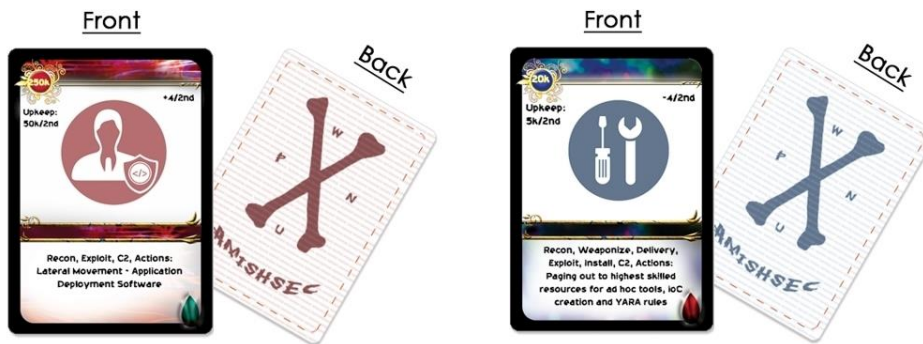 Front
250k
+4/2nd
Upkeep:
50k/2nd
Recon, Exploit, C2, Actions:
Lateral Movement - Application
Deployment Software
Back
P W N U
AMISHSEC
Front
20k
-4/2nd
Upkeep:
5k/2nd
Recon, Weaponize, Delivery,
Exploit, Install, C2, Actions:
Paging out to highest skilled
resources for ad hoc tools, ioC
creation and YARA rules
Back
P W N U
AMISHSEC